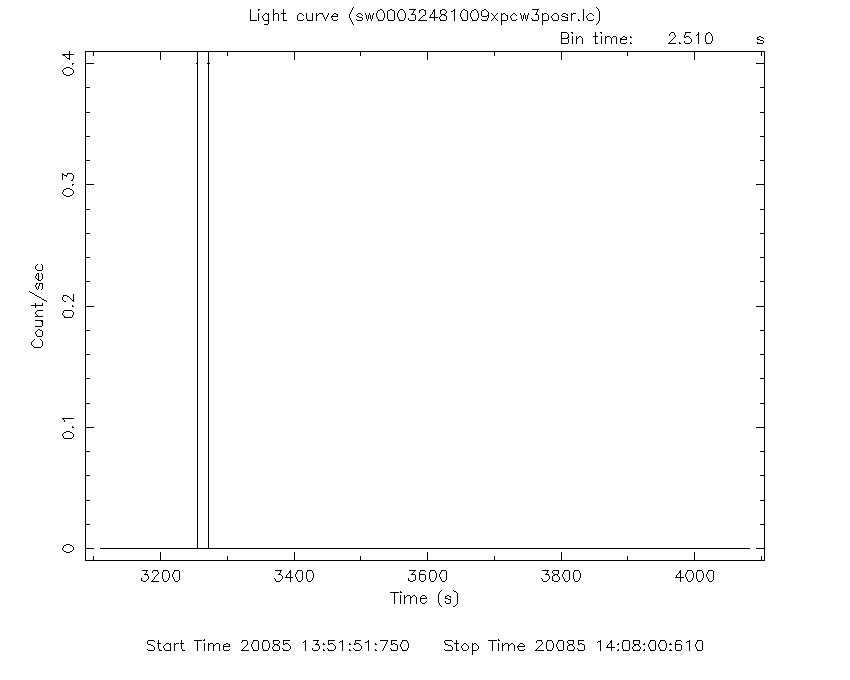 Light curve (sw00032481009xpcw3posr.lc)
Bin time: 2.510 s
0.4
0.3
0.2
0.1
0
Count/sec
3200 3400 3600 3800 4000
Time (s)
Start Time 20085 13:51:51:750 Stop Time 20085 14:08:00:610